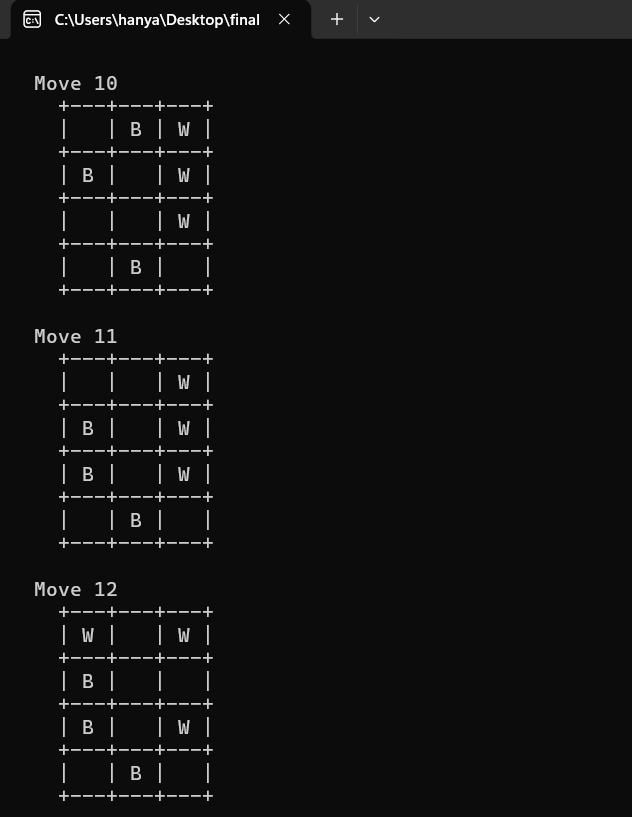 C:\Users\hanya\Desktop\final
Move 10
+---+---+---+
|   | B | W |
+---+---+---+
| B |   | W |
+---+---+---+
|   |   | W |
+---+---+---+
|   | B |   |
+---+---+---+
Move 11
+---+---+---+
|   |   | W |
+---+---+---+
| B |   | W |
+---+---+---+
| B |   | W |
+---+---+---+
|   | B |   |
+---+---+---+
Move 12
+---+---+---+
| W |   | W |
+---+---+---+
| B |   |   |
+---+---+---+
| B |   | W |
+---+---+---+
|   | B |   |
+---+---+---+